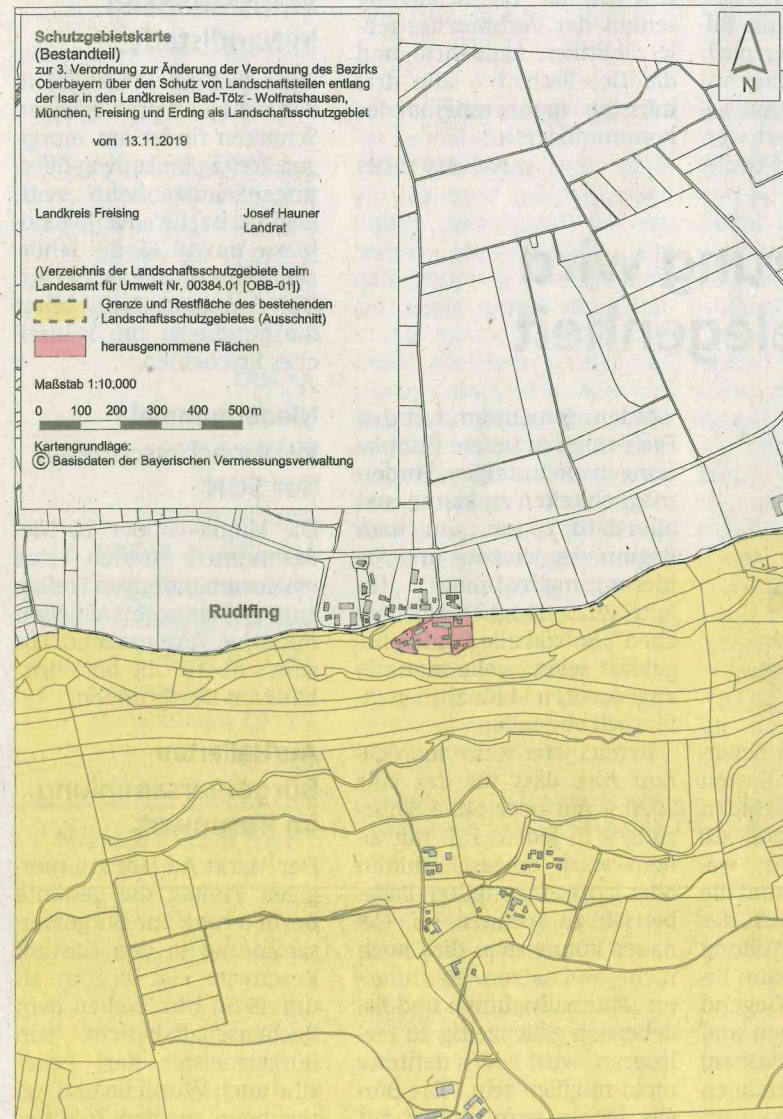 Schutzgebietskarte
(Bestandteil)
zur 3. Verordnung zur Änderung der Verordnung des Bezirks
Oberbayern über den Schutz von Landschaftsteilen entlang
der Isar in den Landkreisen Bad-Tölz - Wolfratshausen,
München, Freising und Erding als Landschaftsschutzgebiet
vom 13.11.2019
N
Landkreis Freising Josef Hauner
Landrat
(Verzeichnis der Landschaftsschutzgebiete beim
Landesamt für Umwelt Nr. 00384.01 [OBB-01])
Grenze und Restfläche des bestehenden
Landschaftsschutzgebietes (Ausschnitt)
herausgenommene Flächen
Maßstab 1:10.000
0 100 200 300 400 500m
Kartengrundlage:
© Basisdaten der Bayerischen Vermessungsverwaltung
Rudlfing